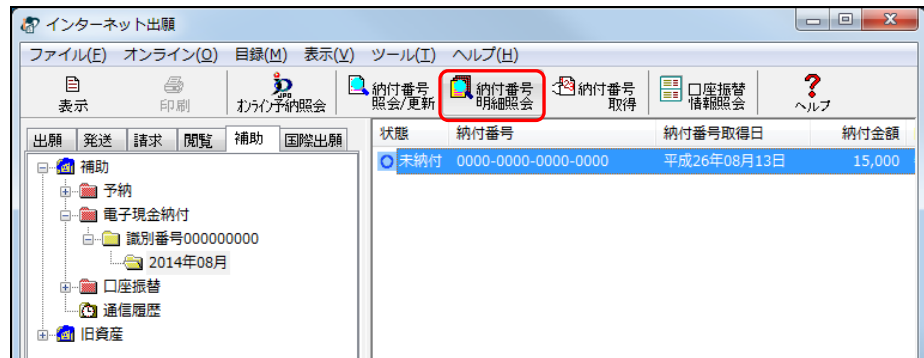 インターネット出願
ファイル(F) オンライン(O) 目録(M) 表示(V) ツール(T) ヘルプ(H)
表示
印刷
JPO
オンライン予納照会
納付番号
照会/更新
納付番号
明細照会
納付番号
取得
口座振替
情報照会
ヘルプ
出願 発送 請求 閲覧 補助 国際出願
補助
予納
電子現金納付
識別番号000000000
2014年08月
口座振替
通信履歴
旧資産
状態 納付番号 納付番号取得日 納付金額
未納付 0000-0000-0000-0000 平成26年08月13日 15,000